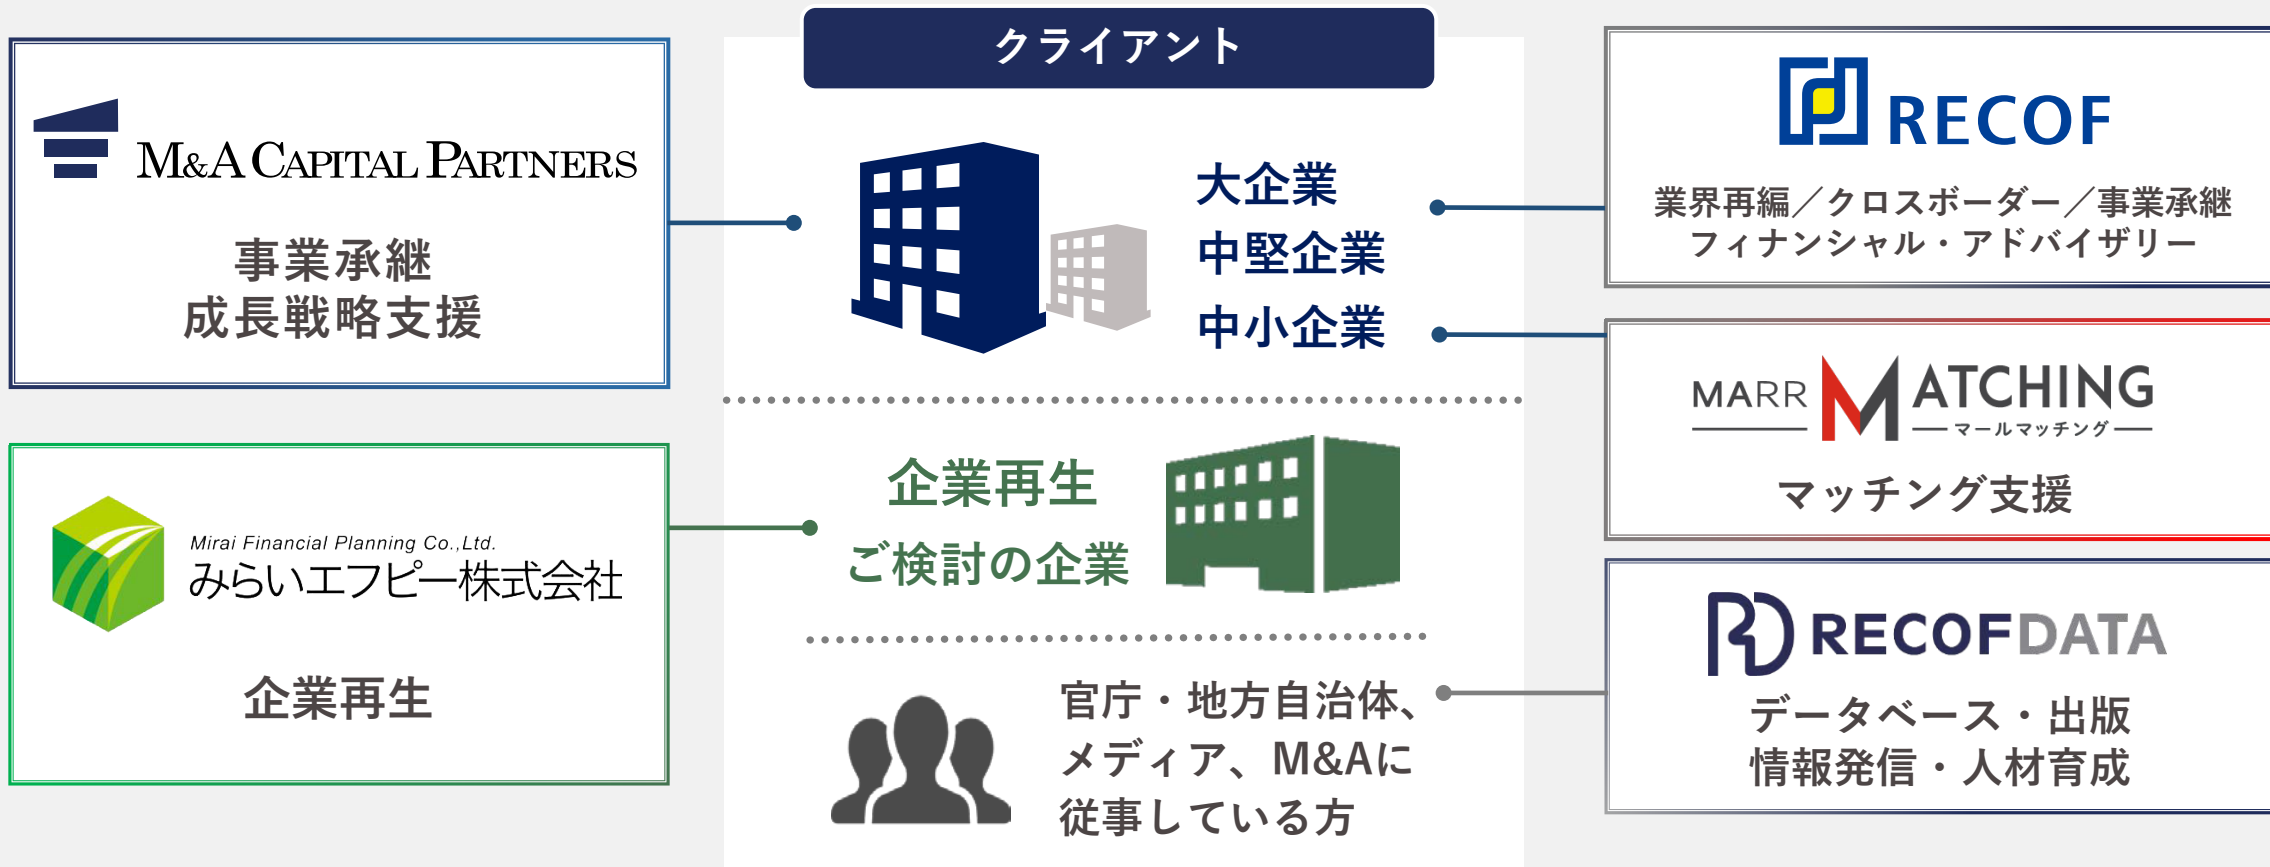 クライアント
M&A CAPITAL PARTNERS
事業承継
成長戦略支援
Mirai Financial Planning Co.,Ltd.
みらいエフピー株式会社
企業再生
大企業
中堅企業
中小企業
企業再生
ご検討の企業
官庁・地方自治体、
メディア、M&Aに
従事している方
RECOF
業界再編／クロスボーダー／事業承継
フィナンシャル・アドバイザリー
MARR MATCHING
マールマッチング
マッチング支援
RECOFDATA
データベース・出版
情報発信・人材育成